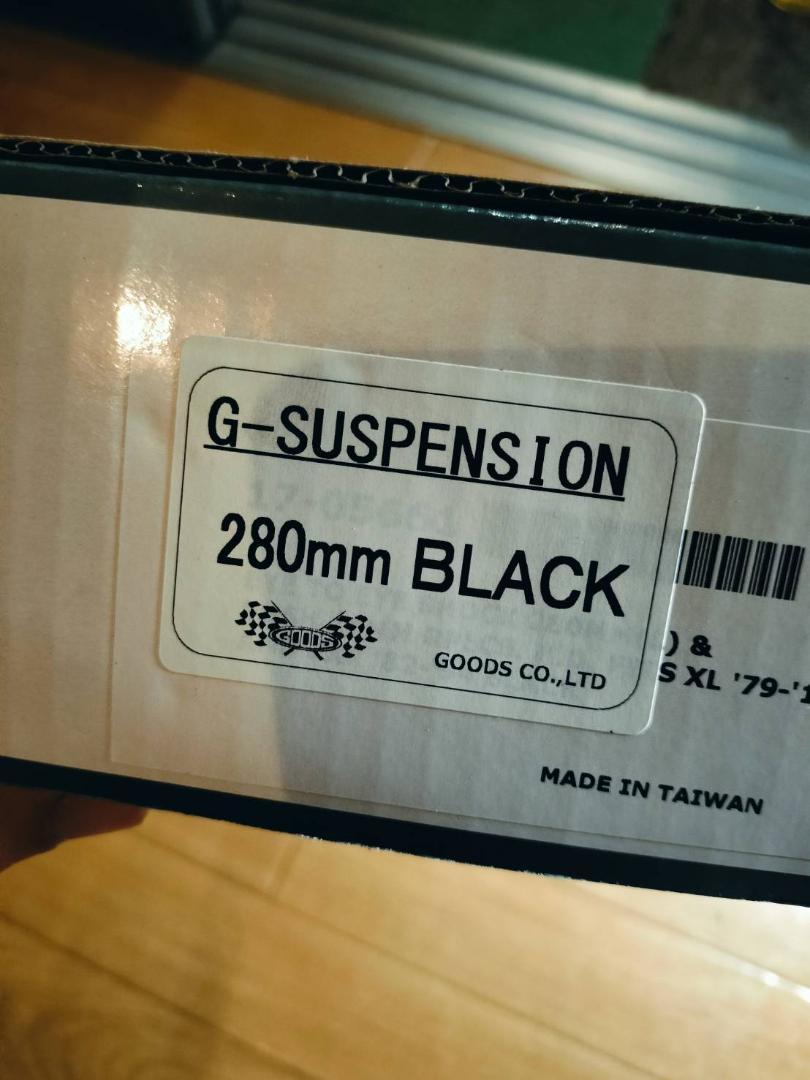 G-SUSPENSION
280mm BLACK
GOODS
GOODS CO.,LTD
) &
S XL '79-'1
MADE IN TAIWAN